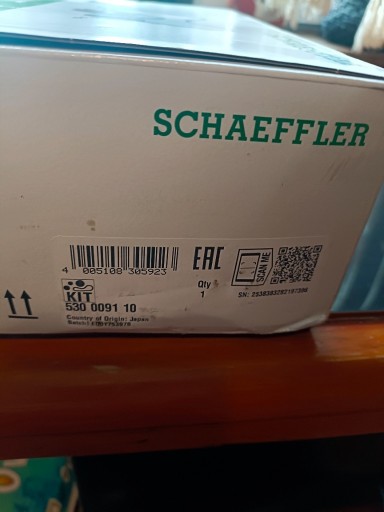 SCHAEFFLER
4 005108 305923
EAC
SCAN ME
Qty
1
KIT
530 0091 10
Country of Origin: Japan